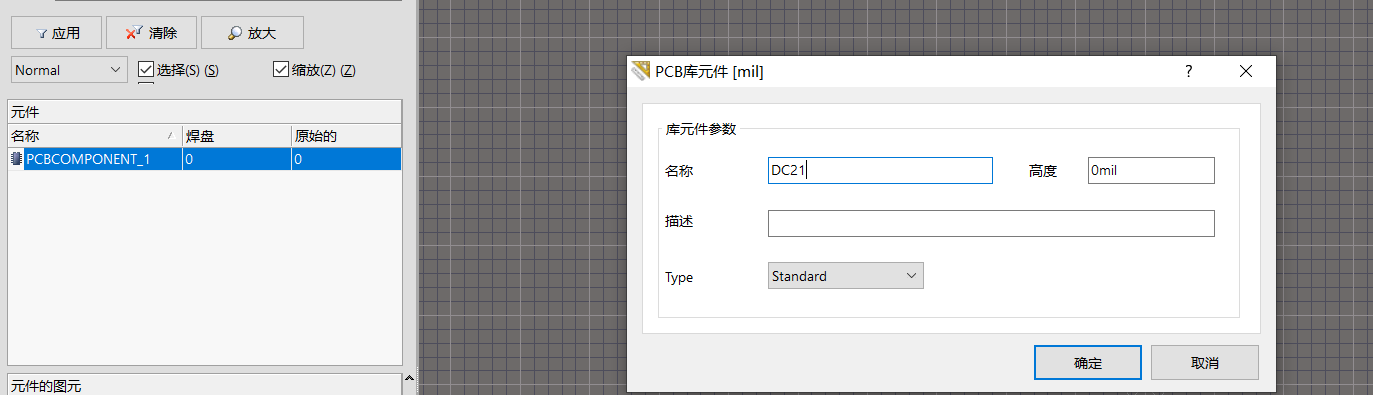 应用
清除
放大
Normal
选择(S) (S)
缩放(Z) (Z)
元件
名称
焊盘
原始的
PCBCOMPONENT_1
0
0
元件的图元
PCB库元件 [mil]
?
库元件参数
名称
DC21
高度
0mil
描述
Type
Standard
确定
取消